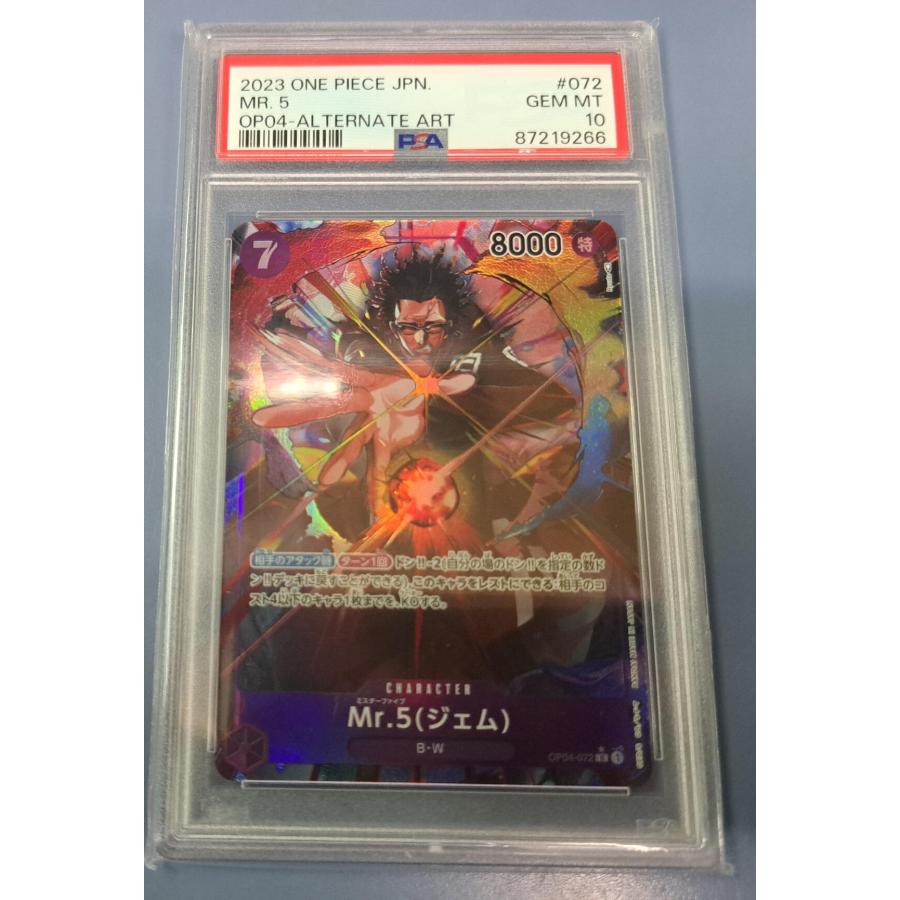 2023 ONE PIECE JPN.
#072
MR. 5
GEM MT
OP04-ALTERNATE ART
10
PSA
87219266
7
8000
特
相手のアタック時 ターン1回 ドン!!-2(自分の場のドン!!を指定の数ド
ン!!デッキに戻すことができる),このキャラをレストにできる:相手のコ
スト4以下のキャラ1枚までを、KOする。
CHARACTER
ミスターファイブ
Mr.5(ジェム)
B・W
OP04-072
1